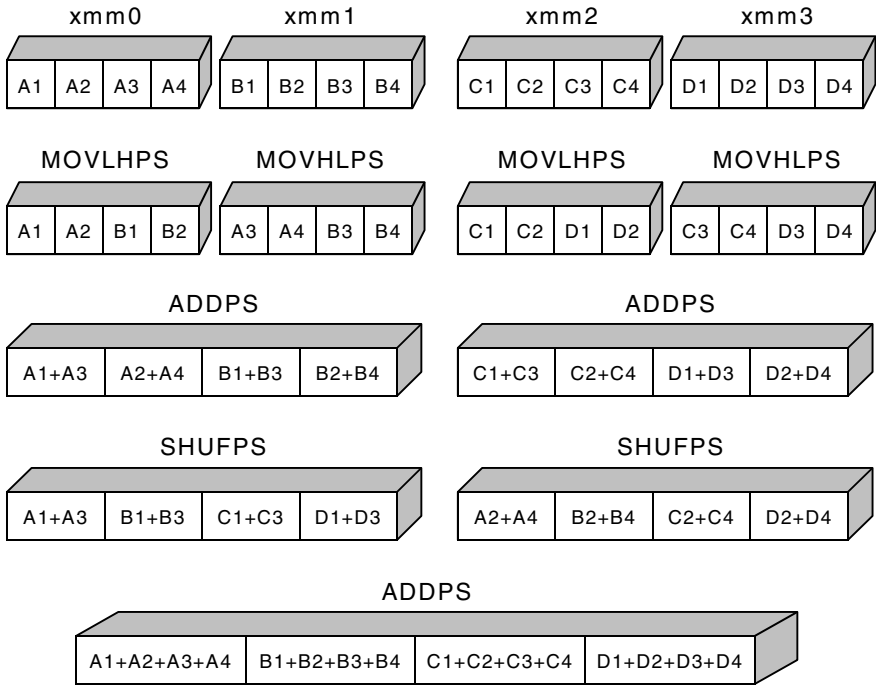 xmm0 xmm1 xmm2 xmm3
A1 A2 A3 A4 B1 B2 B3 B4 C1 C2 C3 C4 D1 D2 D3 D4
MOVLHPS MOVHLPS MOVLHPS MOVHLPS
A1 A2 B1 B2 A3 A4 B3 B4 C1 C2 D1 D2 C3 C4 D3 D4
ADDPS ADDPS
A1+A3 A2+A4 B1+B3 B2+B4 C1+C3 C2+C4 D1+D3 D2+D4
SHUFPS SHUFPS
A1+A3 B1+B3 C1+C3 D1+D3 A2+A4 B2+B4 C2+C4 D2+D4
ADDPS
A1+A2+A3+A4 B1+B2+B3+B4 C1+C2+C3+C4 D1+D2+D3+D4